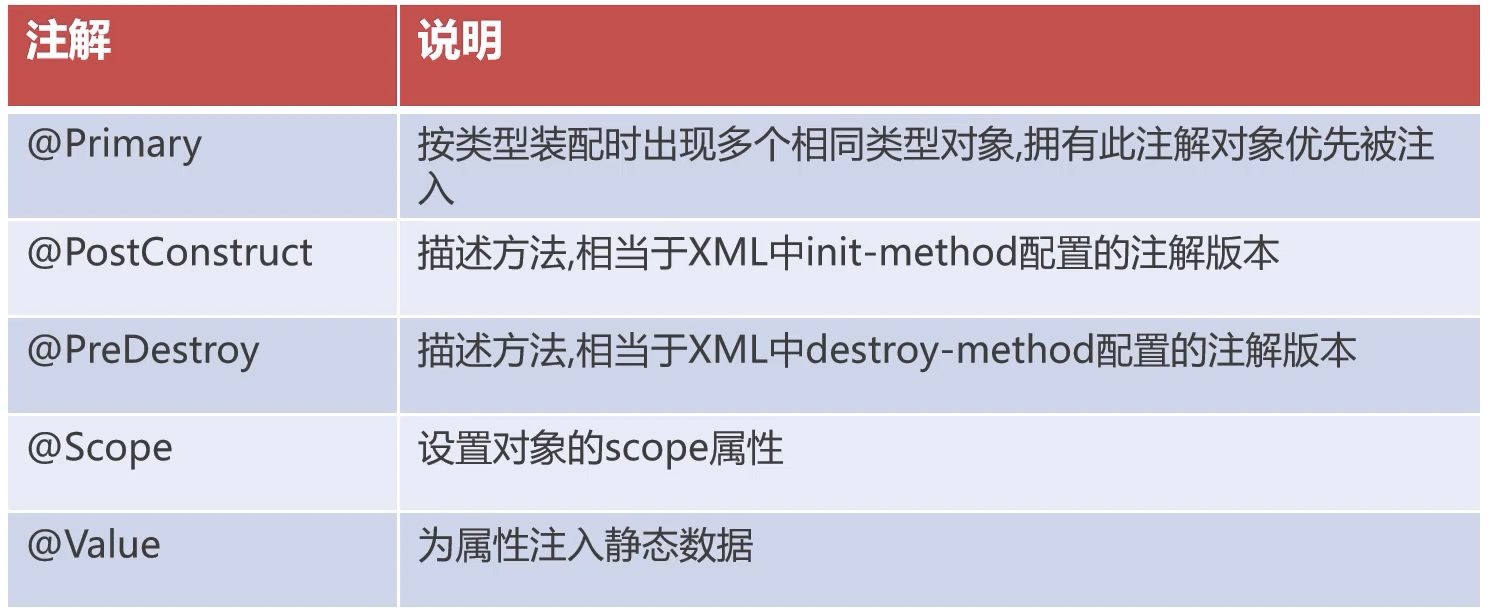 注解
说明
@Primary
按类型装配时出现多个相同类型对象,拥有此注解对象优先被注
入
@PostConstruct
描述方法,相当于XML中init-method配置的注解版本
@PreDestroy
描述方法,相当于XML中destroy-method配置的注解版本
@Scope
设置对象的scope属性
@Value
为属性注入静态数据